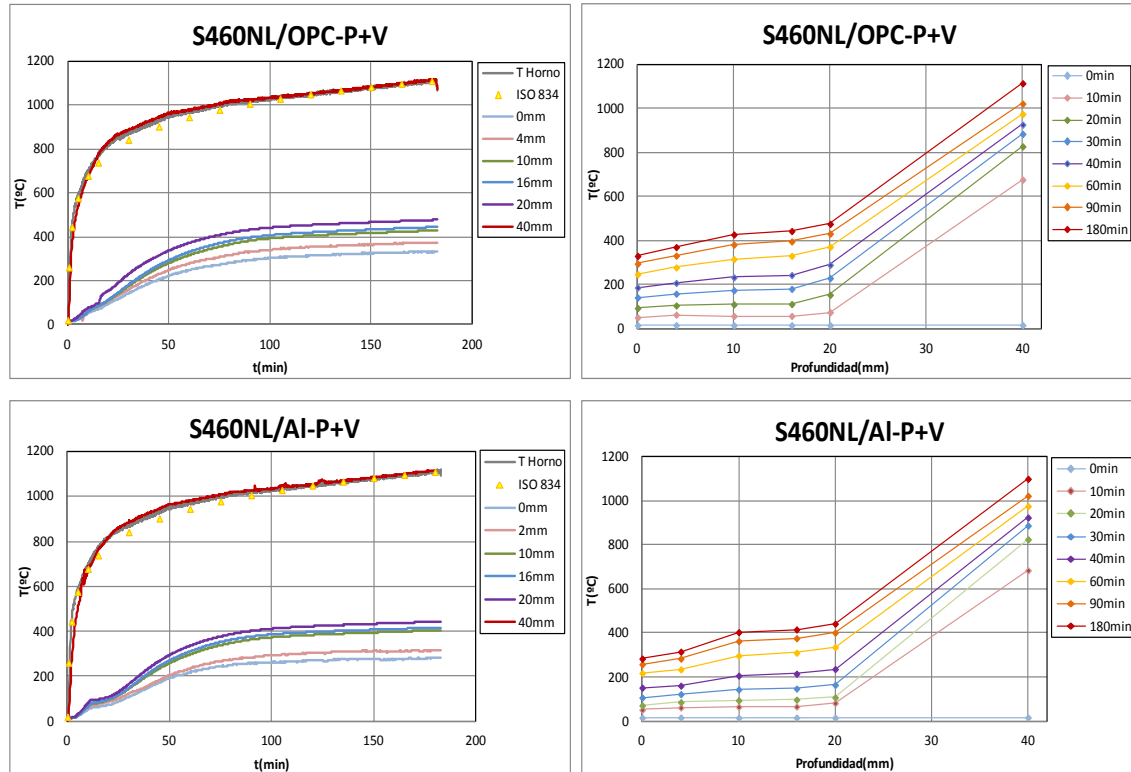 S460NL/OPC-P+V
1200
1000
800
600
400
200
0
T(ºC)
0
50
100
150
200
t(min)
T Horno
ISO 834
0mm
4mm
10mm
16mm
20mm
40mm
S460NL/OPC-P+V
1200
1000
800
600
400
200
0
T(ºC)
0
10
20
30
40
Profundidad(mm)
0min
10min
20min
30min
40min
60min
90min
180min
S460NL/Al-P+V
1200
1000
800
600
400
200
0
T(ºC)
0
50
100
150
200
t(min)
T Horno
ISO 834
0mm
2mm
10mm
16mm
20mm
40mm
S460NL/Al-P+V
1200
1000
800
600
400
200
0
T(ºC)
0
10
20
30
40
Profundidad(mm)
0min
10min
20min
30min
40min
60min
90min
180min